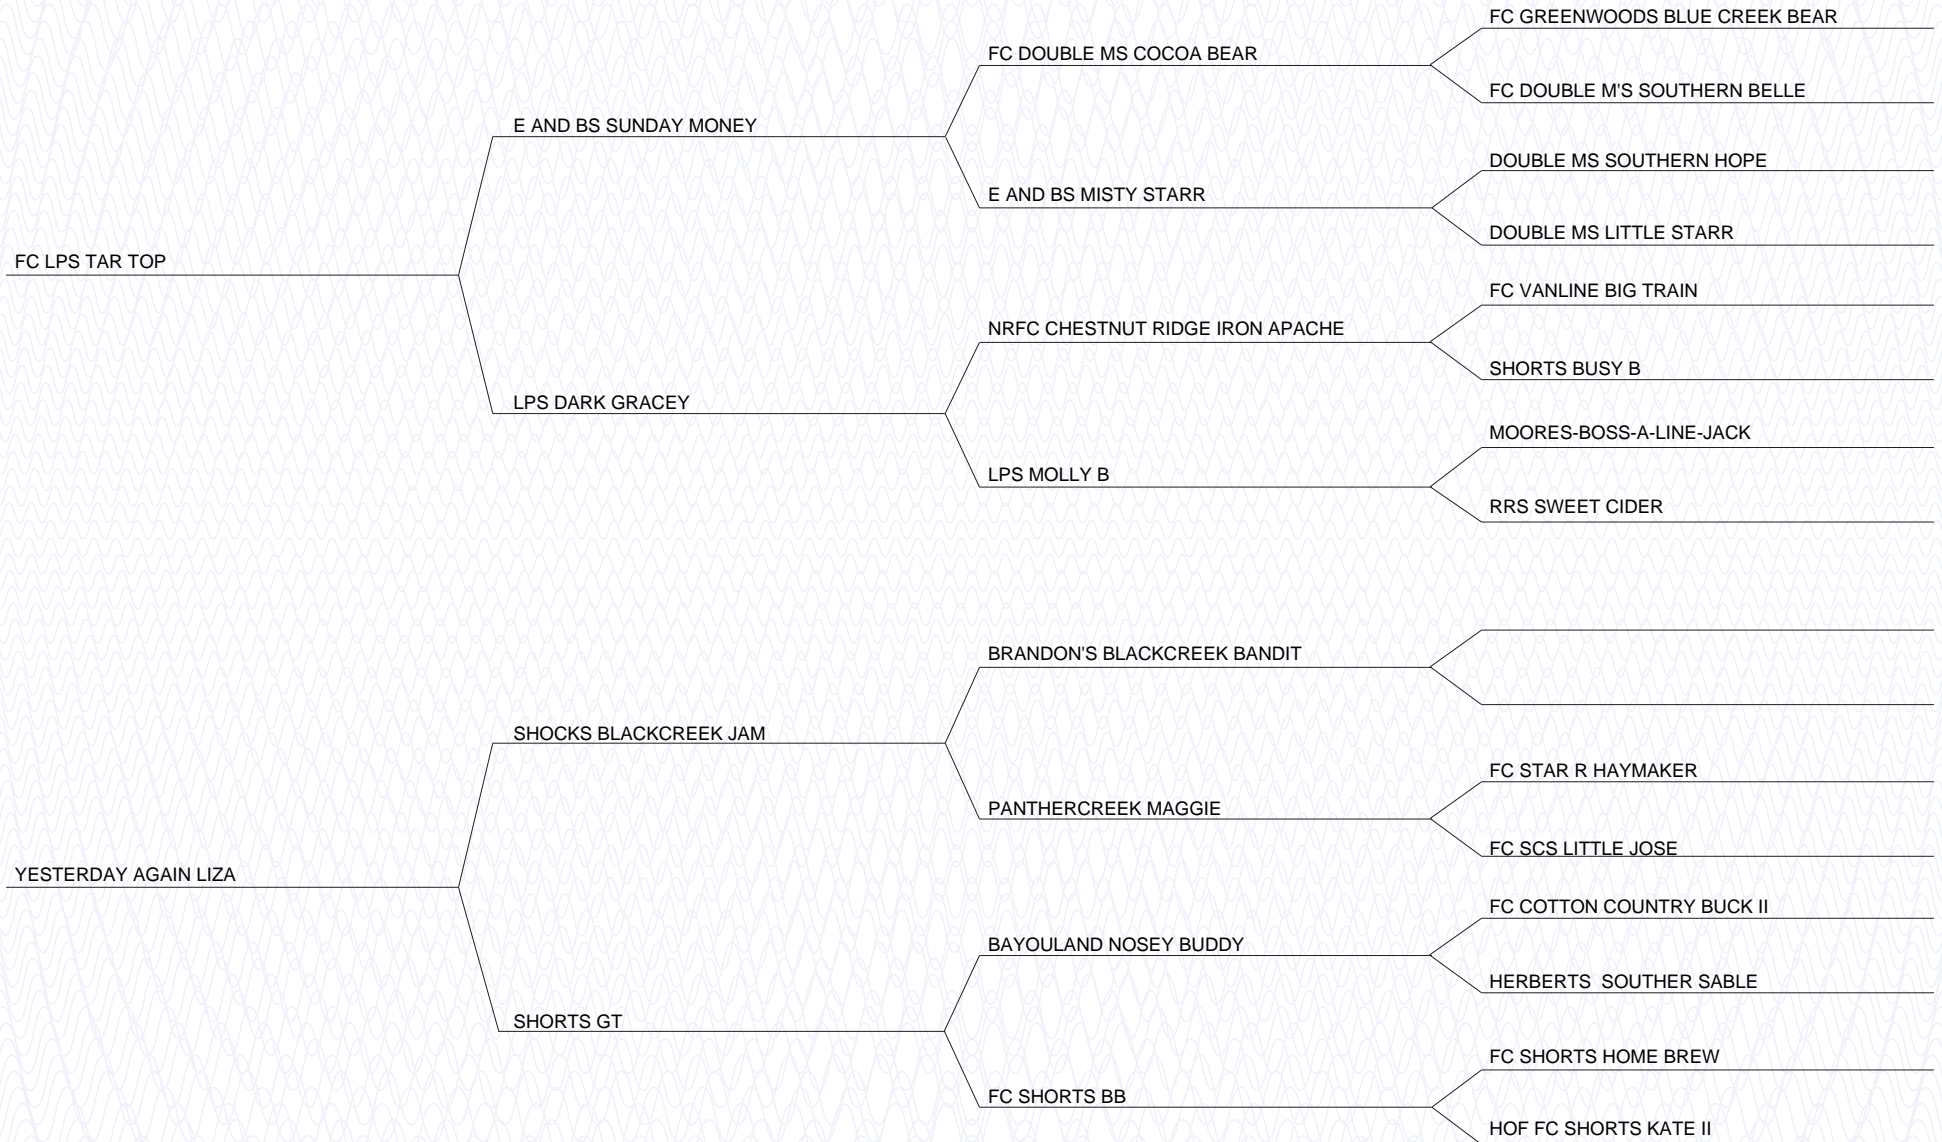 FC GREENWOODS BLUE CREEK BEAR
FC DOUBLE MS COCOA BEAR
FC DOUBLE M'S SOUTHERN BELLE
E AND BS SUNDAY MONEY
DOUBLE MS SOUTHERN HOPE
E AND BS MISTY STARR
DOUBLE MS LITTLE STARR
FC LPS TAR TOP
FC VANLINE BIG TRAIN
NRFC CHESTNUT RIDGE IRON APACHE
SHORTS BUSY B
LPS DARK GRACEY
MOORES-BOSS-A-LINE-JACK
LPS MOLLY B
RRS SWEET CIDER
BRANDON'S BLACKCREEK BANDIT
SHOCKS BLACKCREEK JAM
FC STAR R HAYMAKER
PANTHERCREEK MAGGIE
FC SCS LITTLE JOSE
YESTERDAY AGAIN LIZA
FC COTTON COUNTRY BUCK II
BAYOULAND NOSEY BUDDY
HERBERTS  SOUTHER SABLE
SHORTS GT
FC SHORTS HOME BREW
FC SHORTS BB
HOF FC SHORTS KATE II